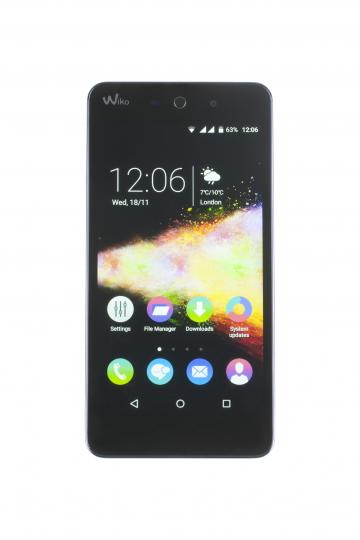 Wiko
63% 12:06
12:06
Wed, 18/11
7°C/10°C
London
Settings
File Manager
Downloads
System updates